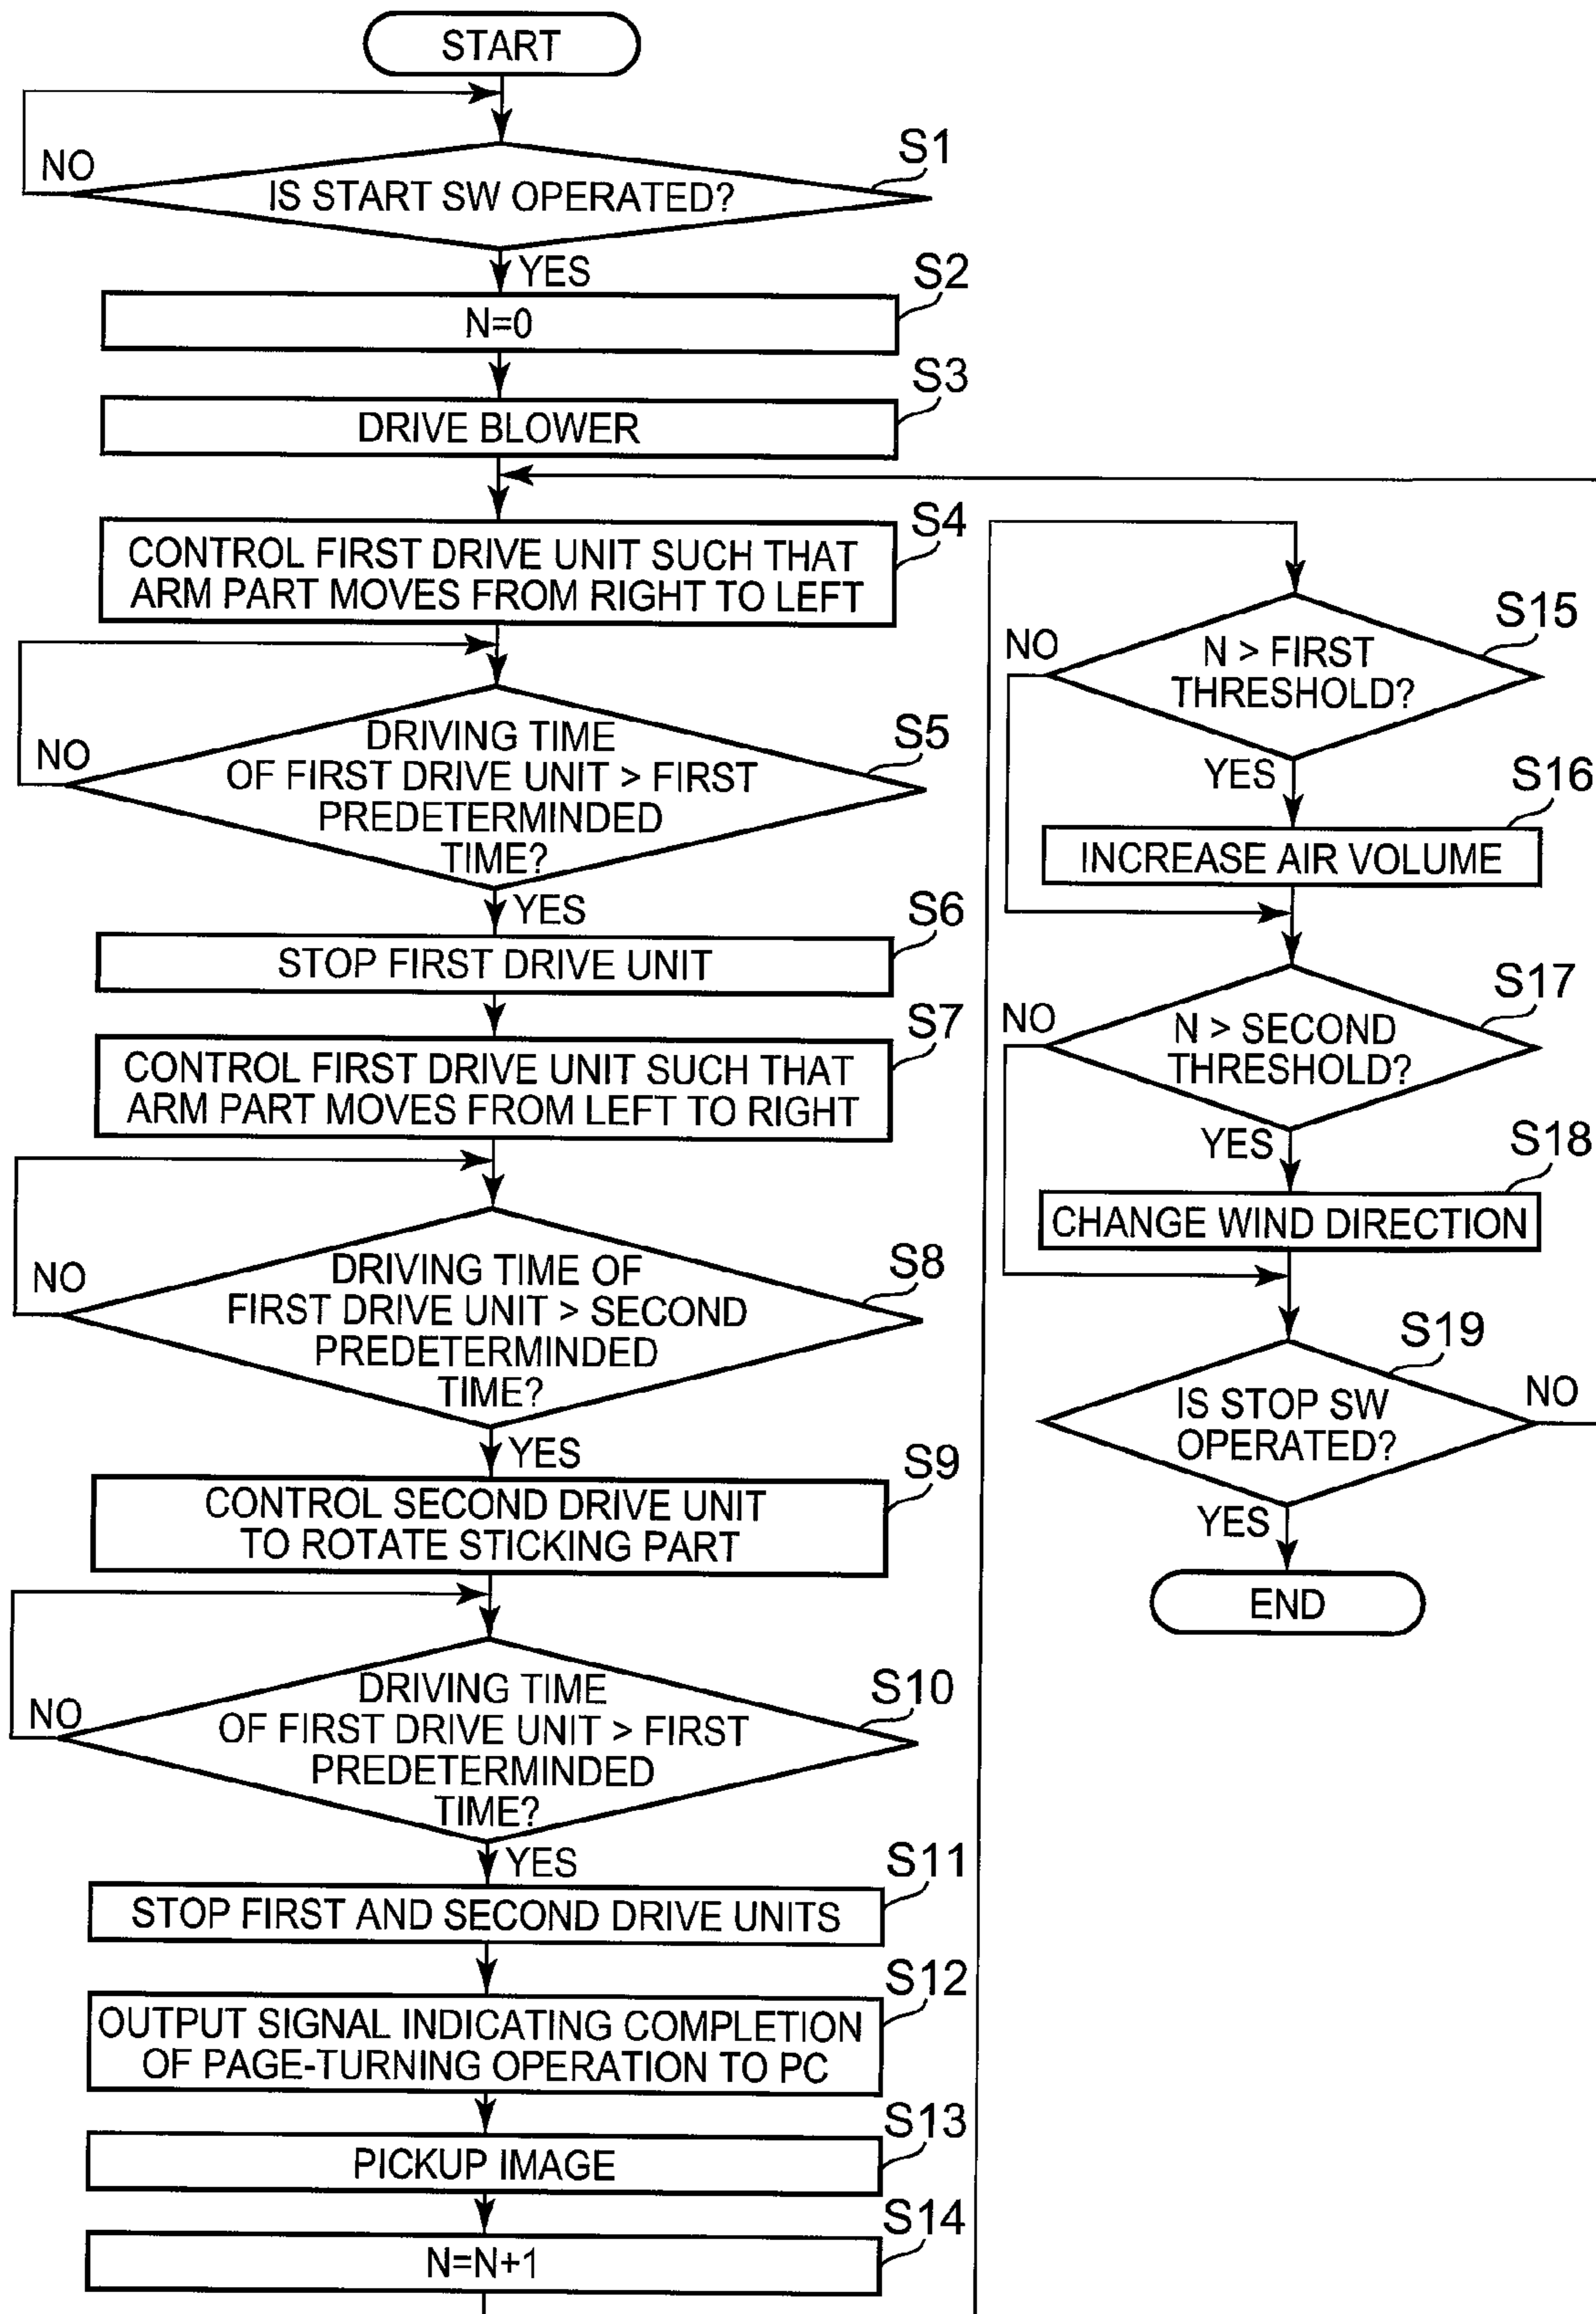 START
NO
IS START SW OPERATED?
S1
YES
N=0
S2
DRIVE BLOWER
S3
CONTROL FIRST DRIVE UNIT SUCH THAT
ARM PART MOVES FROM RIGHT TO LEFT
S4
NO
DRIVING TIME
OF FIRST DRIVE UNIT > FIRST
PREDETERMINDED
TIME?
S5
YES
STOP FIRST DRIVE UNIT
S6
CONTROL FIRST DRIVE UNIT SUCH THAT
ARM PART MOVES FROM LEFT TO RIGHT
S7
NO
DRIVING TIME OF
FIRST DRIVE UNIT > SECOND
PREDETERMINDED
TIME?
S8
YES
CONTROL SECOND DRIVE UNIT
TO ROTATE STICKING PART
S9
NO
DRIVING TIME
OF FIRST DRIVE UNIT > FIRST
PREDETERMINDED
TIME?
S10
YES
STOP FIRST AND SECOND DRIVE UNITS
S11
OUTPUT SIGNAL INDICATING COMPLETION
OF PAGE-TURNING OPERATION TO PC
S12
PICKUP IMAGE
S13
N=N+1
S14
NO
N > FIRST
THRESHOLD?
S15
YES
INCREASE AIR VOLUME
S16
NO
N > SECOND
THRESHOLD?
S17
YES
CHANGE WIND DIRECTION
S18
IS STOP SW
OPERATED?
S19
NO
YES
END